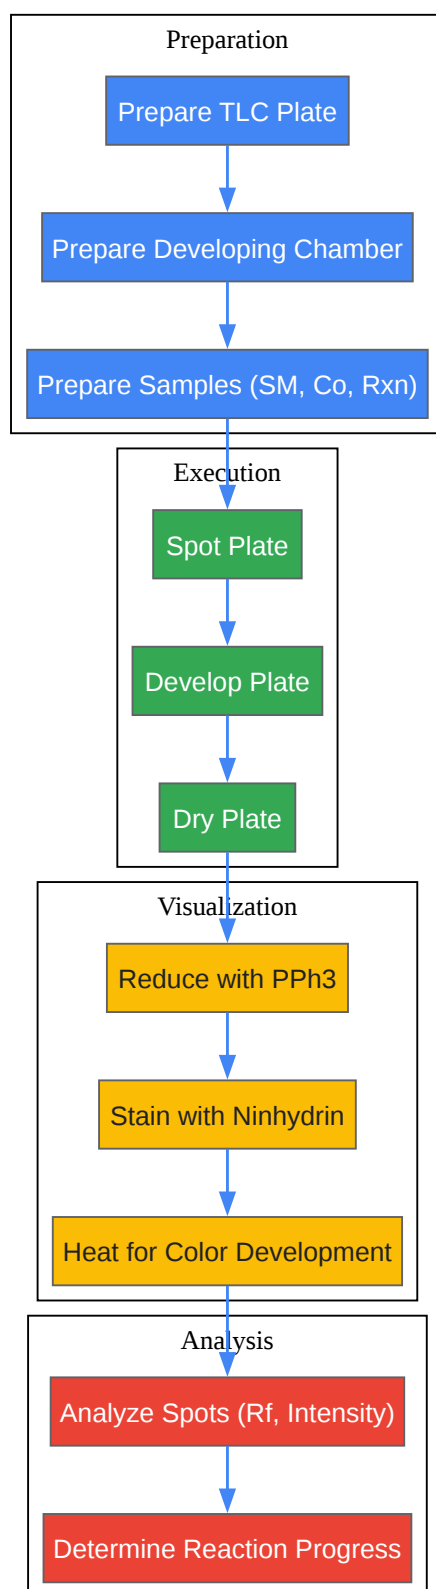 Preparation
Prepare TLC Plate
Prepare Developing Chamber
Prepare Samples (SM, Co, Rxn)
Execution
Spot Plate
Develop Plate
Dry Plate
Visualization
Reduce with PPh3
Stain with Ninhydrin
Heat for Color Development
Analysis
Analyze Spots (Rf, Intensity)
Determine Reaction Progress